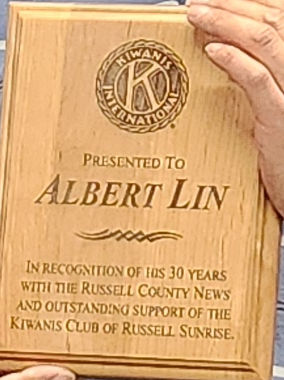 KIWANIS
K
INTERNATIONAL
PRESENTED TO
ALBERT LIN
IN RECOGNITION OF HIS 30 YEARS
WITH THE RUSSELL COUNTY NEWS
AND OUTSTANDING SUPPORT OF THE
KIWANIS CLUB OF RUSSELL SUNRISE.